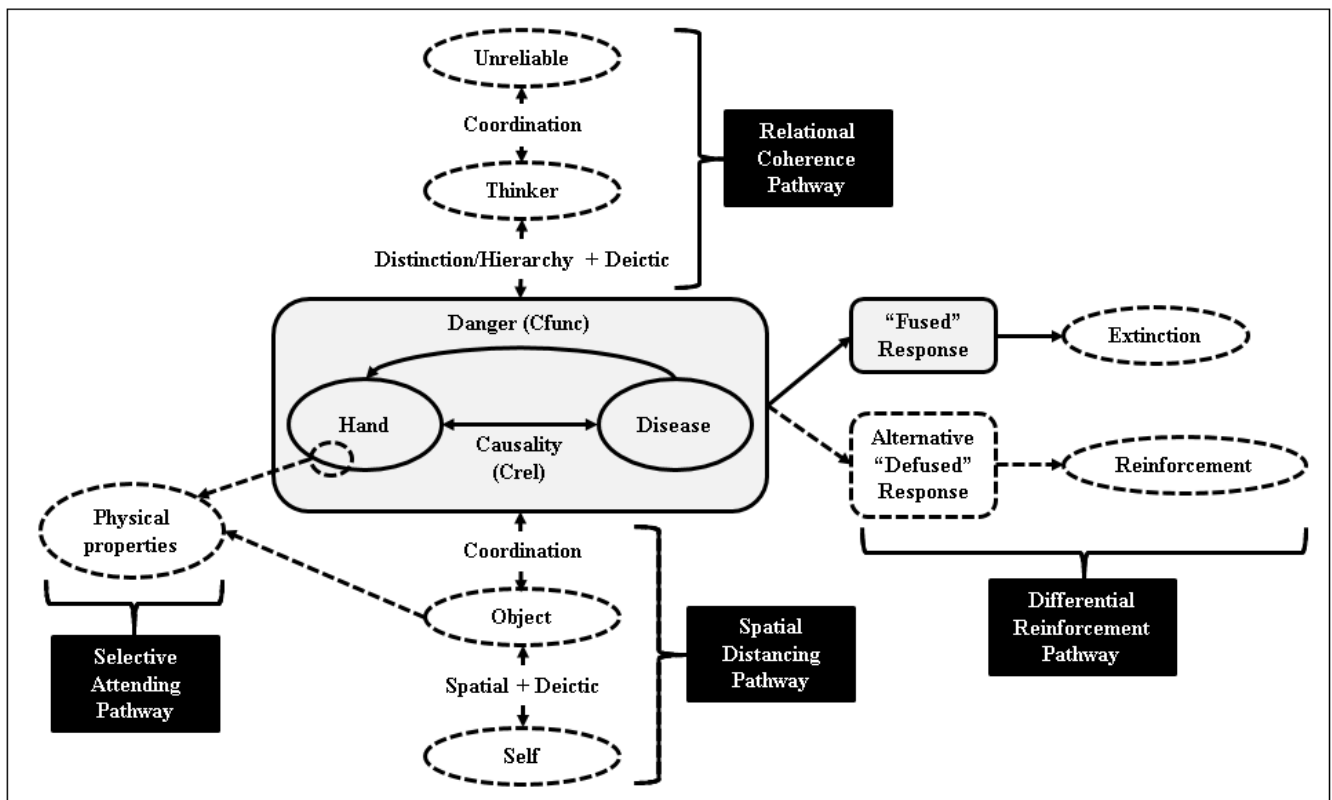 Unreliable
Coordination
Relational
Coherence
Pathway
Thinker
Distinction/Hierarchy + Deictic
Danger (Cfunc)
Hand
Disease
Causality
(Crel)
“Fused”
Response
Extinction
Alternative
“Defused”
Response
Reinforcement
Physical
properties
Selective
Attending
Pathway
Coordination
Object
Spatial + Deictic
Self
Spatial
Distancing
Pathway
Differential
Reinforcement
Pathway